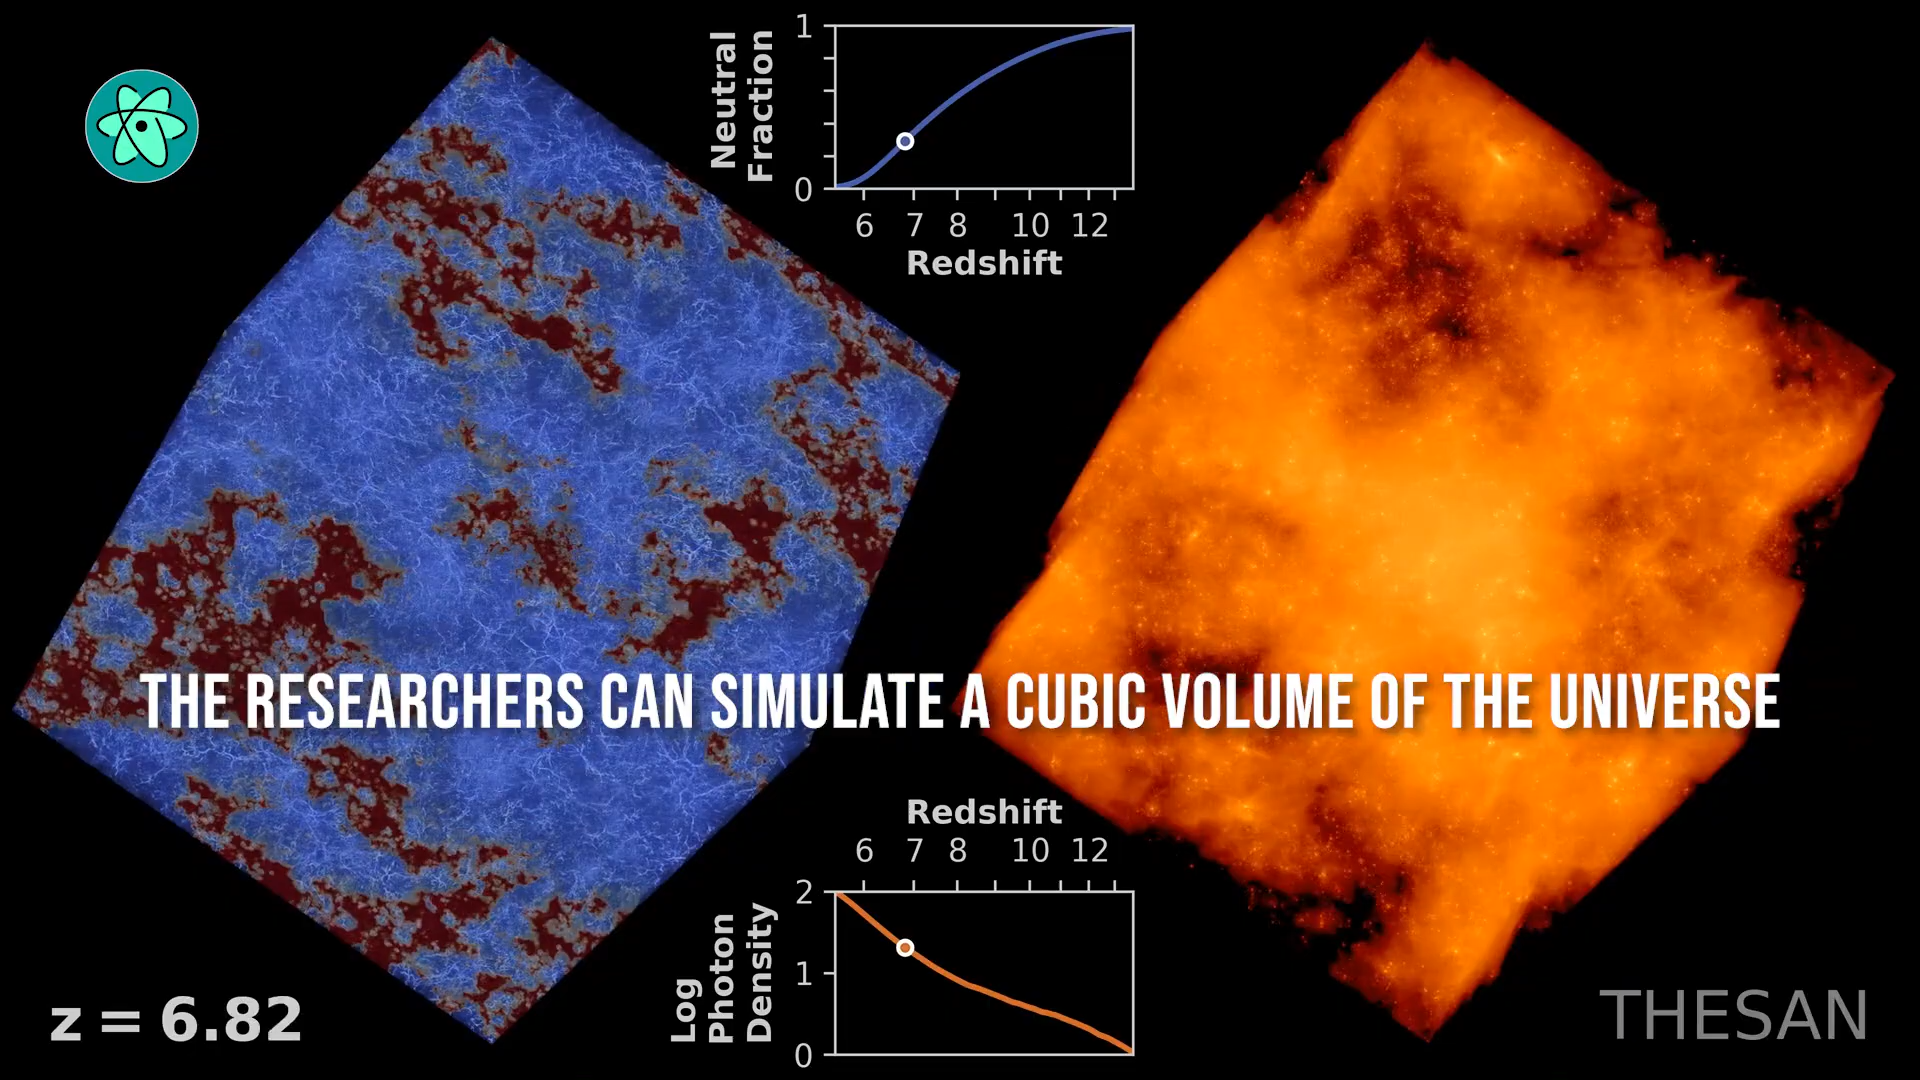 Neutral
Fraction
1
0
6 7 8 10 12
Redshift
THE RESEARCHERS CAN SIMULATE A CUBIC VOLUME OF THE UNIVERSE
Redshift
6 7 8 10 12
Log
Photon
Density
2
1
0
z = 6.82
THESAN